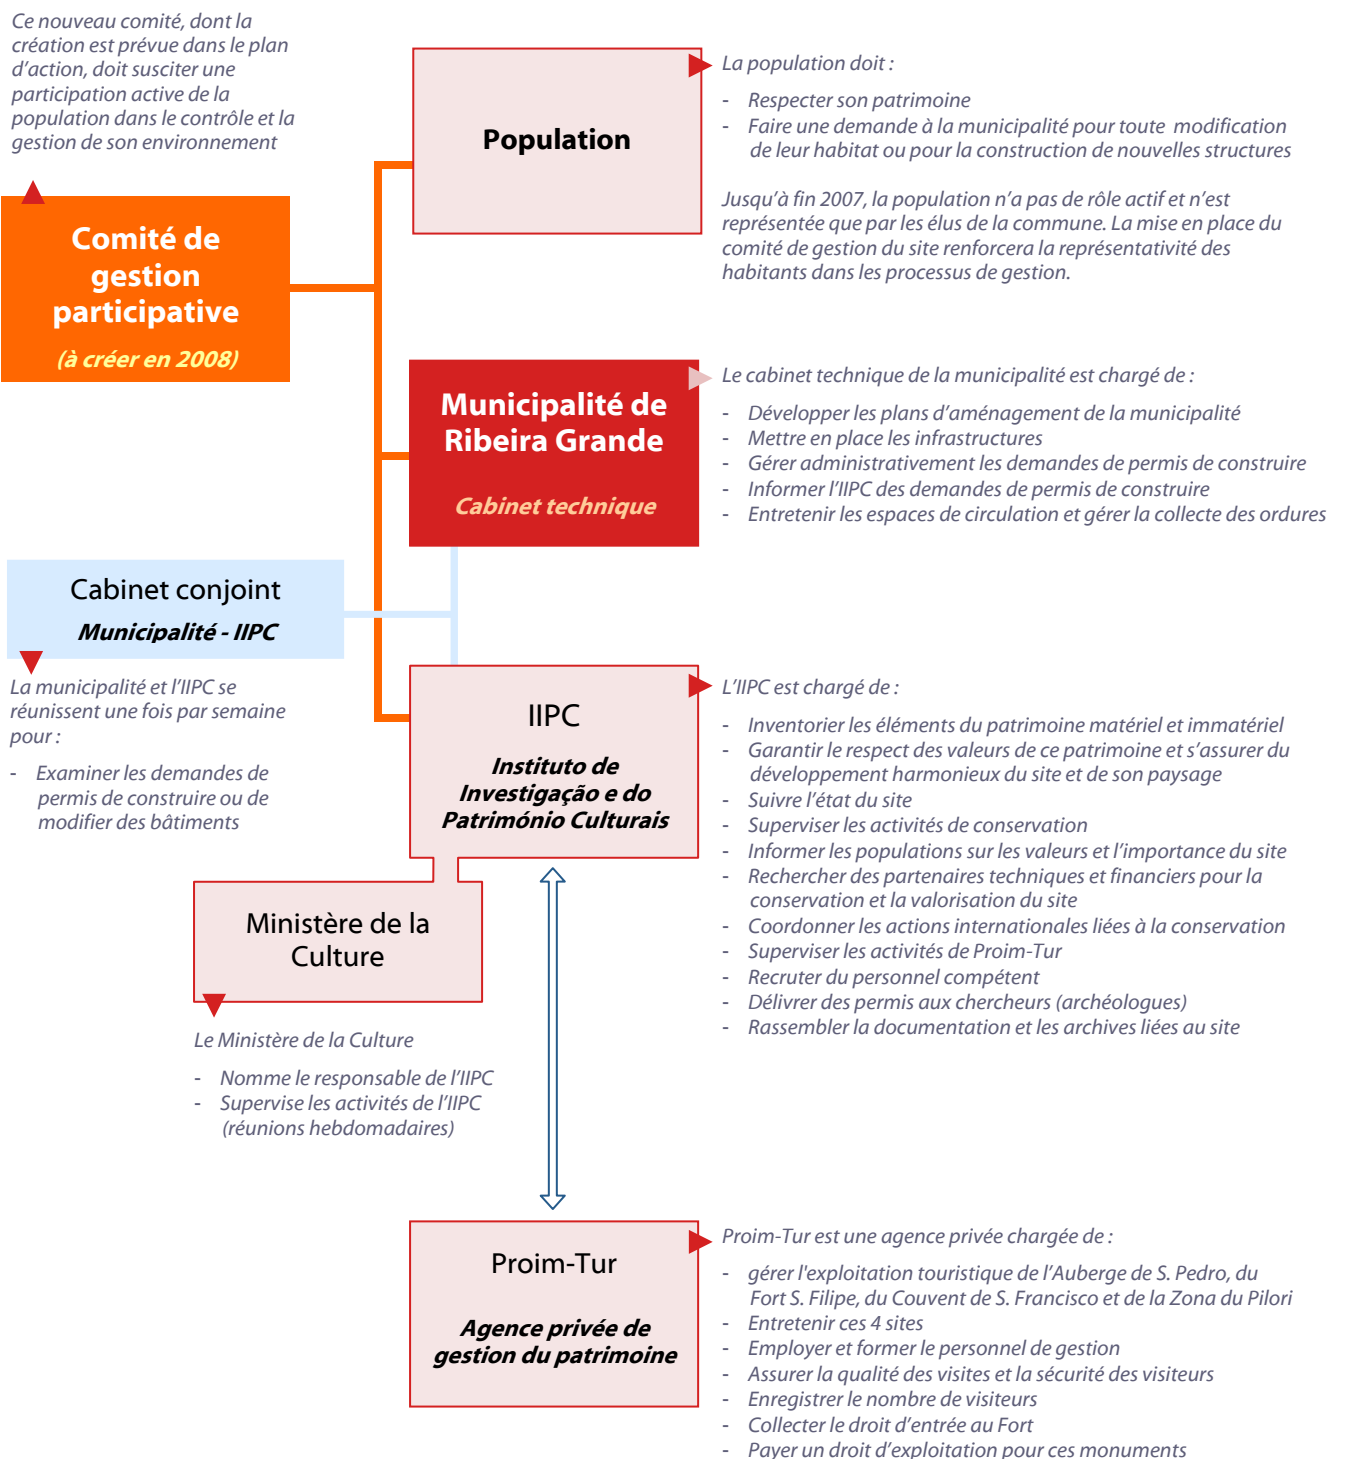 Ce nouveau comité, dont la
création est prévue dans le plan
d’action, doit susciter une
participation active de la
population dans le contrôle et la
gestion de son environnement
Comité de
gestion
participative
(à créer en 2008)
Population
La population doit :
- Respecter son patrimoine
- Faire une demande à la municipalité pour toute modification
de leur habitat ou pour la construction de nouvelles structures
Jusqu’à fin 2007, la population n’a pas de rôle actif et n’est
représentée que par les élus de la commune. La mise en place du
comité de gestion du site renforcera la représentativité des
habitants dans les processus de gestion.
Municipalité de
Ribeira Grande
Cabinet technique
Le cabinet technique de la municipalité est chargé de :
- Développer les plans d’aménagement de la municipalité
- Mettre en place les infrastructures
- Gérer administrativement les demandes de permis de construire
- Informer l’IIPC des demandes de permis de construire
- Entretenir les espaces de circulation et gérer la collecte des ordures
Cabinet conjoint
Municipalité - IIPC
La municipalité et l’IIPC se
réunissent une fois par semaine
pour :
- Examiner les demandes de
permis de construire ou de
modifier des bâtiments
IIPC
Instituto de
Investigação e do
Património Culturais
L’IIPC est chargé de :
- Inventorier les éléments du patrimoine matériel et immatériel
- Garantir le respect des valeurs de ce patrimoine et s’assurer du
développement harmonieux du site et de son paysage
- Suivre l’état du site
- Superviser les activités de conservation
- Informer les populations sur les valeurs et l’importance du site
- Rechercher des partenaires techniques et financiers pour la
conservation et la valorisation du site
- Coordonner les actions internationales liées à la conservation
- Superviser les activités de Proim-Tur
- Recruter du personnel compétent
- Délivrer des permis aux chercheurs (archéologues)
- Rassembler la documentation et les archives liées au site
Ministère de la
Culture
Le Ministère de la Culture
- Nomme le responsable de l’IIPC
- Supervise les activités de l’IIPC
(réunions hebdomadaires)
Proim-Tur
Agence privée de
gestion du patrimoine
Proim-Tur est une agence privée chargée de :
- gérer l'exploitation touristique de l’Auberge de S. Pedro, du
Fort S. Filipe, du Couvent de S. Francisco et de la Zona du Pilori
- Entretenir ces 4 sites
- Employer et former le personnel de gestion
- Assurer la qualité des visites et la sécurité des visiteurs
- Enregistrer le nombre de visiteurs
- Collecter le droit d’entrée au Fort
- Payer un droit d’exploitation pour ces monuments